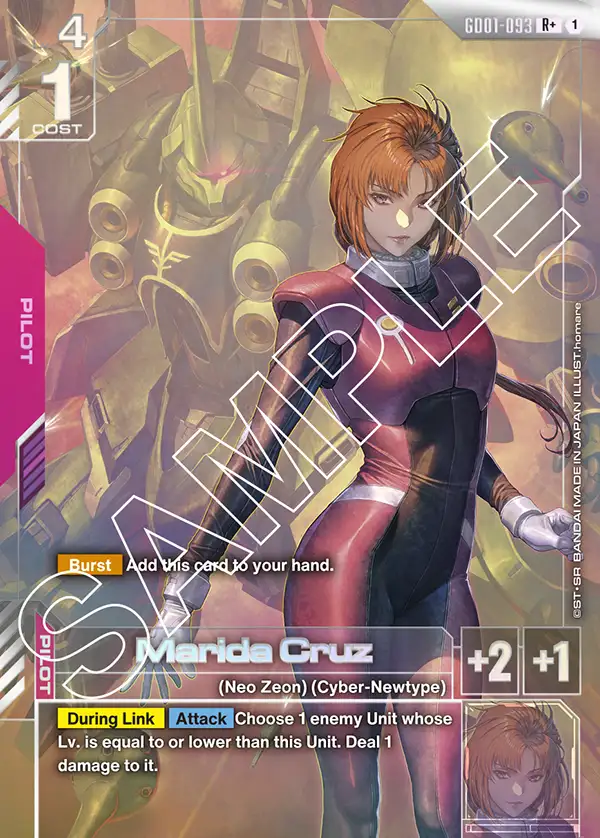 GD01-093 R+ 1
4
1
COST
PILOT
SAMPLE
©ST・SR BANDAI MADE IN JAPAN ILLUST.homare
Burst Add this card to your hand.
PILOT
Marida Cruz
+2 +1
(Neo Zeon) (Cyber-Newtype)
During Link Attack Choose 1 enemy Unit whose
Lv. is equal to or lower than this Unit. Deal 1
damage to it.